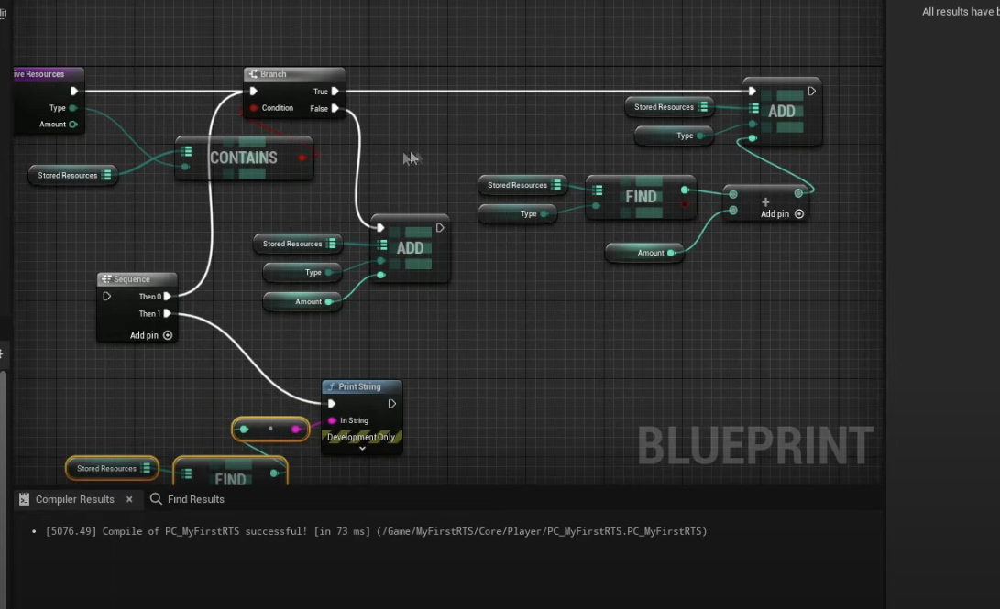 All results have b
ive Resources
Type
Amount
Branch
True
Condition
False
Stored Resources
CONTAINS
Stored Resources
Type
ADD
Stored Resources
Type
FIND
+
Add pin
Amount
Stored Resources
Type
Amount
ADD
Sequence
Then 0
Then 1
Add pin
Print String
In String
Development Only
Stored Resources
FIND
BLUEPRINT
Compiler Results
Find Results
• [5076.49] Compile of PC_MyFirstRTS successful! [in 73 ms] (/Game/MyFirstRTS/Core/Player/PC_MyFirstRTS.PC_MyFirstRTS)